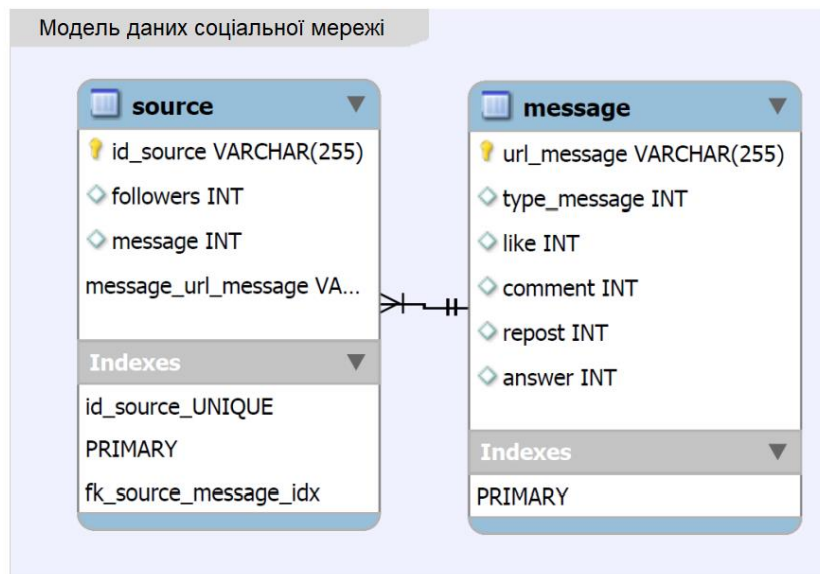 Модель даних соціальної мережі
source
id_source VARCHAR(255)
followers INT
message INT
message_url_message VA...
Indexes
id_source_UNIQUE
PRIMARY
fk_source_message_idx
message
url_message VARCHAR(255)
type_message INT
like INT
comment INT
repost INT
answer INT
Indexes
PRIMARY